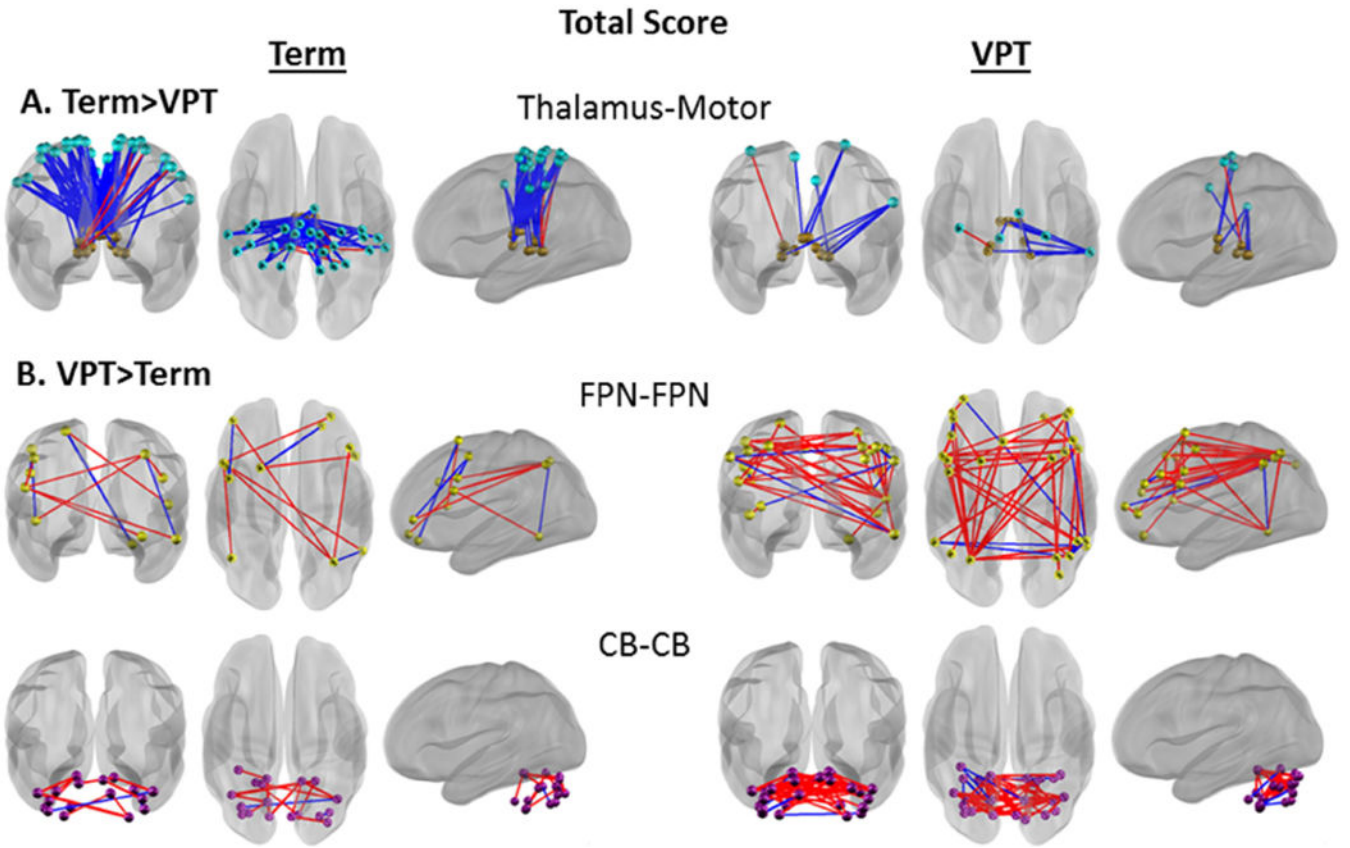 Total Score
Term
VPT
A. Term>VPT
Thalamus-Motor
B. VPT>Term
FPN-FPN
CB-CB